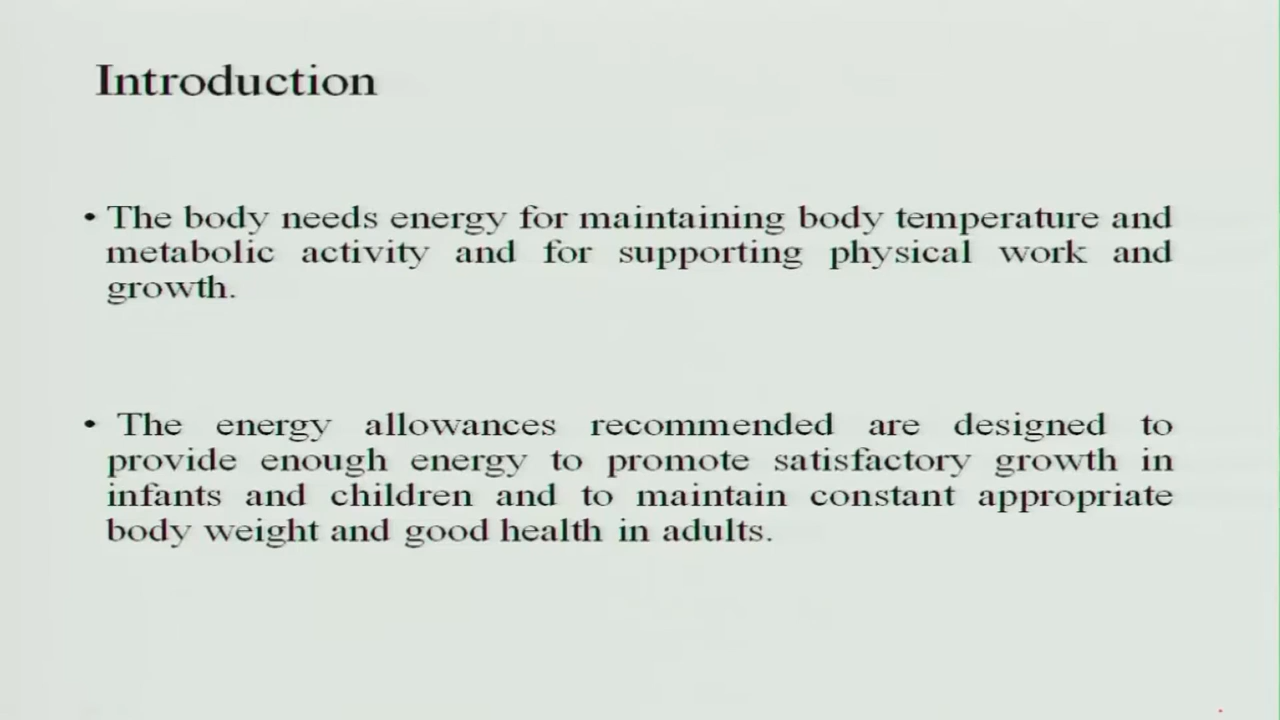 Introduction
• The body needs energy for maintaining body temperature and
metabolic activity and for supporting physical work and
growth.
• The energy allowances recommended are designed to
provide enough energy to promote satisfactory growth in
infants and children and to maintain constant appropriate
body weight and good health in adults.